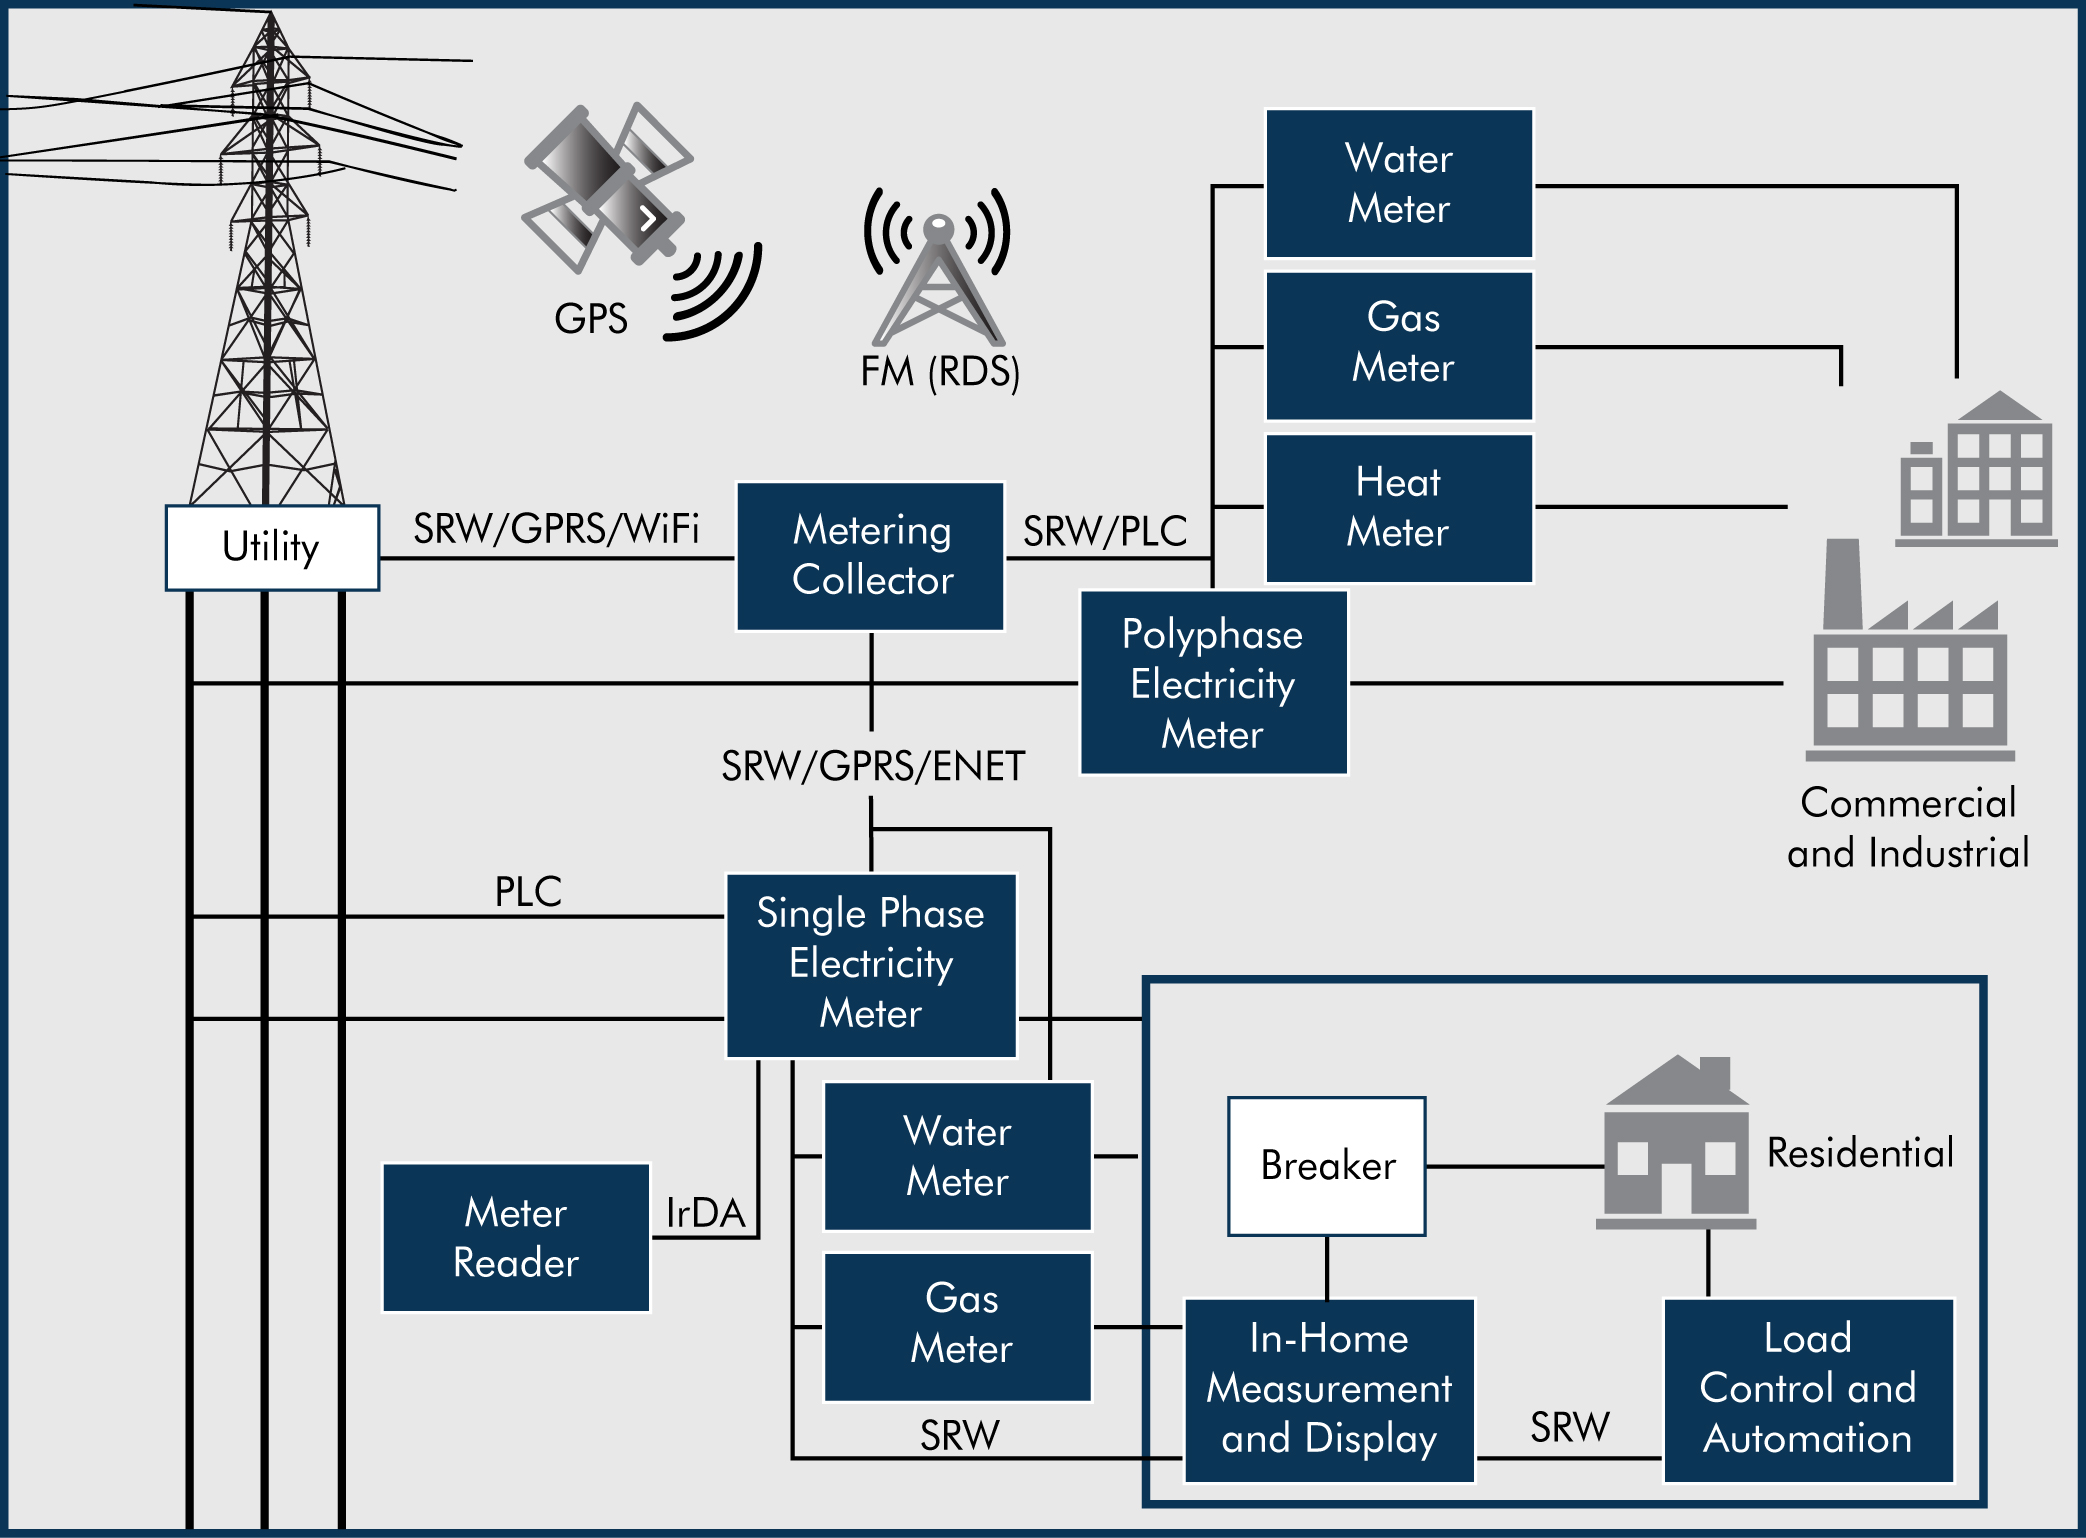 Water
Meter
Gas
Meter
GPS
FM (RDS)
Heat
Meter
Utility
SRW/GPRS/WiFi
Metering
Collector
SRW/PLC
Polyphase
Electricity
Meter
SRW/GPRS/ENET
Commercial
and Industrial
PLC
Single Phase
Electricity
Meter
Water
Meter
Breaker
Residential
Meter
Reader
IrDA
Gas
Meter
In-Home
Measurement
and Display
Load
Control and
Automation
SRW
SRW